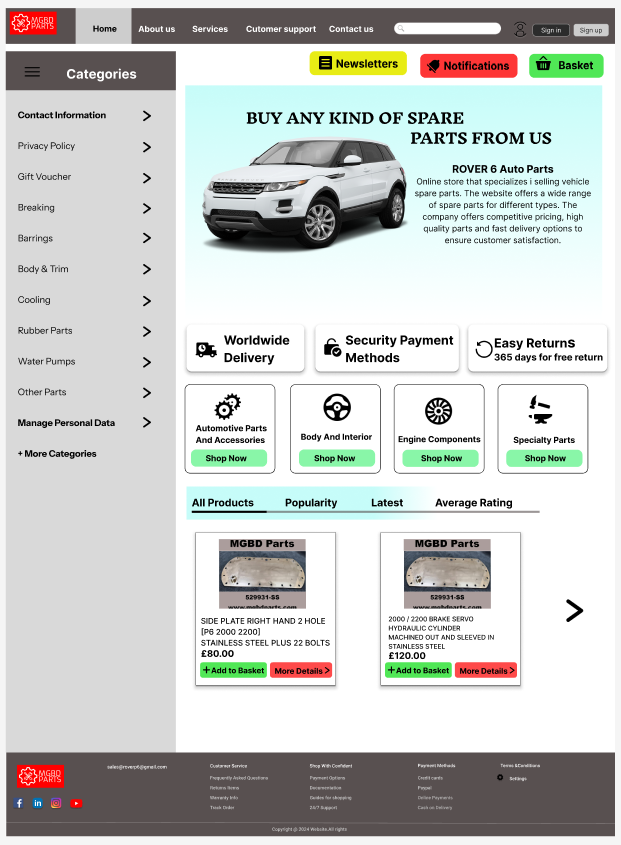 MGBD
PARTS
Home
About us
Services
Cutomer support
Contact us
Sign in
Sign up
Categories
Newsletters
Notifications
Basket
Contact Information
Privacy Policy
Gift Voucher
Breaking
Barrings
Body & Trim
Cooling
Rubber Parts
Water Pumps
Other Parts
Manage Personal Data
+ More Categories
BUY ANY KIND OF SPARE
PARTS FROM US
ROVER 6 Auto Parts
Online store that specializes i selling vehicle
spare parts. The website offers a wide range
of spare parts for different types. The
company offers competitive pricing, high
quality parts and fast delivery options to
ensure customer satisfaction.
Worldwide
Delivery
Security Payment
Methods
Easy Returns
365 days for free return
Automotive Parts
And Accessories
Shop Now
Body And Interior
Shop Now
Engine Components
Shop Now
Specialty Parts
Shop Now
All Products
Popularity
Latest
Average Rating
MGBD Parts
529931-SS
www.mgbdparts.com
SIDE PLATE RIGHT HAND 2 HOLE
[P6 2000 2200]
STAINLESS STEEL PLUS 22 BOLTS
£80.00
+Add to Basket
More Details
MGBD Parts
529931-SS
www.mgbdparts.com
2000 / 2200 BRAKE SERVO
HYDRAULIC CYLINDER
MACHINED OUT AND SLEEVED IN
STAINLESS STEEL
£120.00
+Add to Basket
More Details
MGBD
PARTS
sales@roverp6@gmail.com
Customer Service
Frequently Asked Questions
Returns Items
Warranty Info
Track Order
Shop With Confident
Payment Options
Documentation
Guides for shopping
24/7 Support
Payment Methods
Credit cards
Paypal
Online Payments
Cash on Delivery
Terms &Conditions
Settings
Copyright @ 2024 Website.All rights